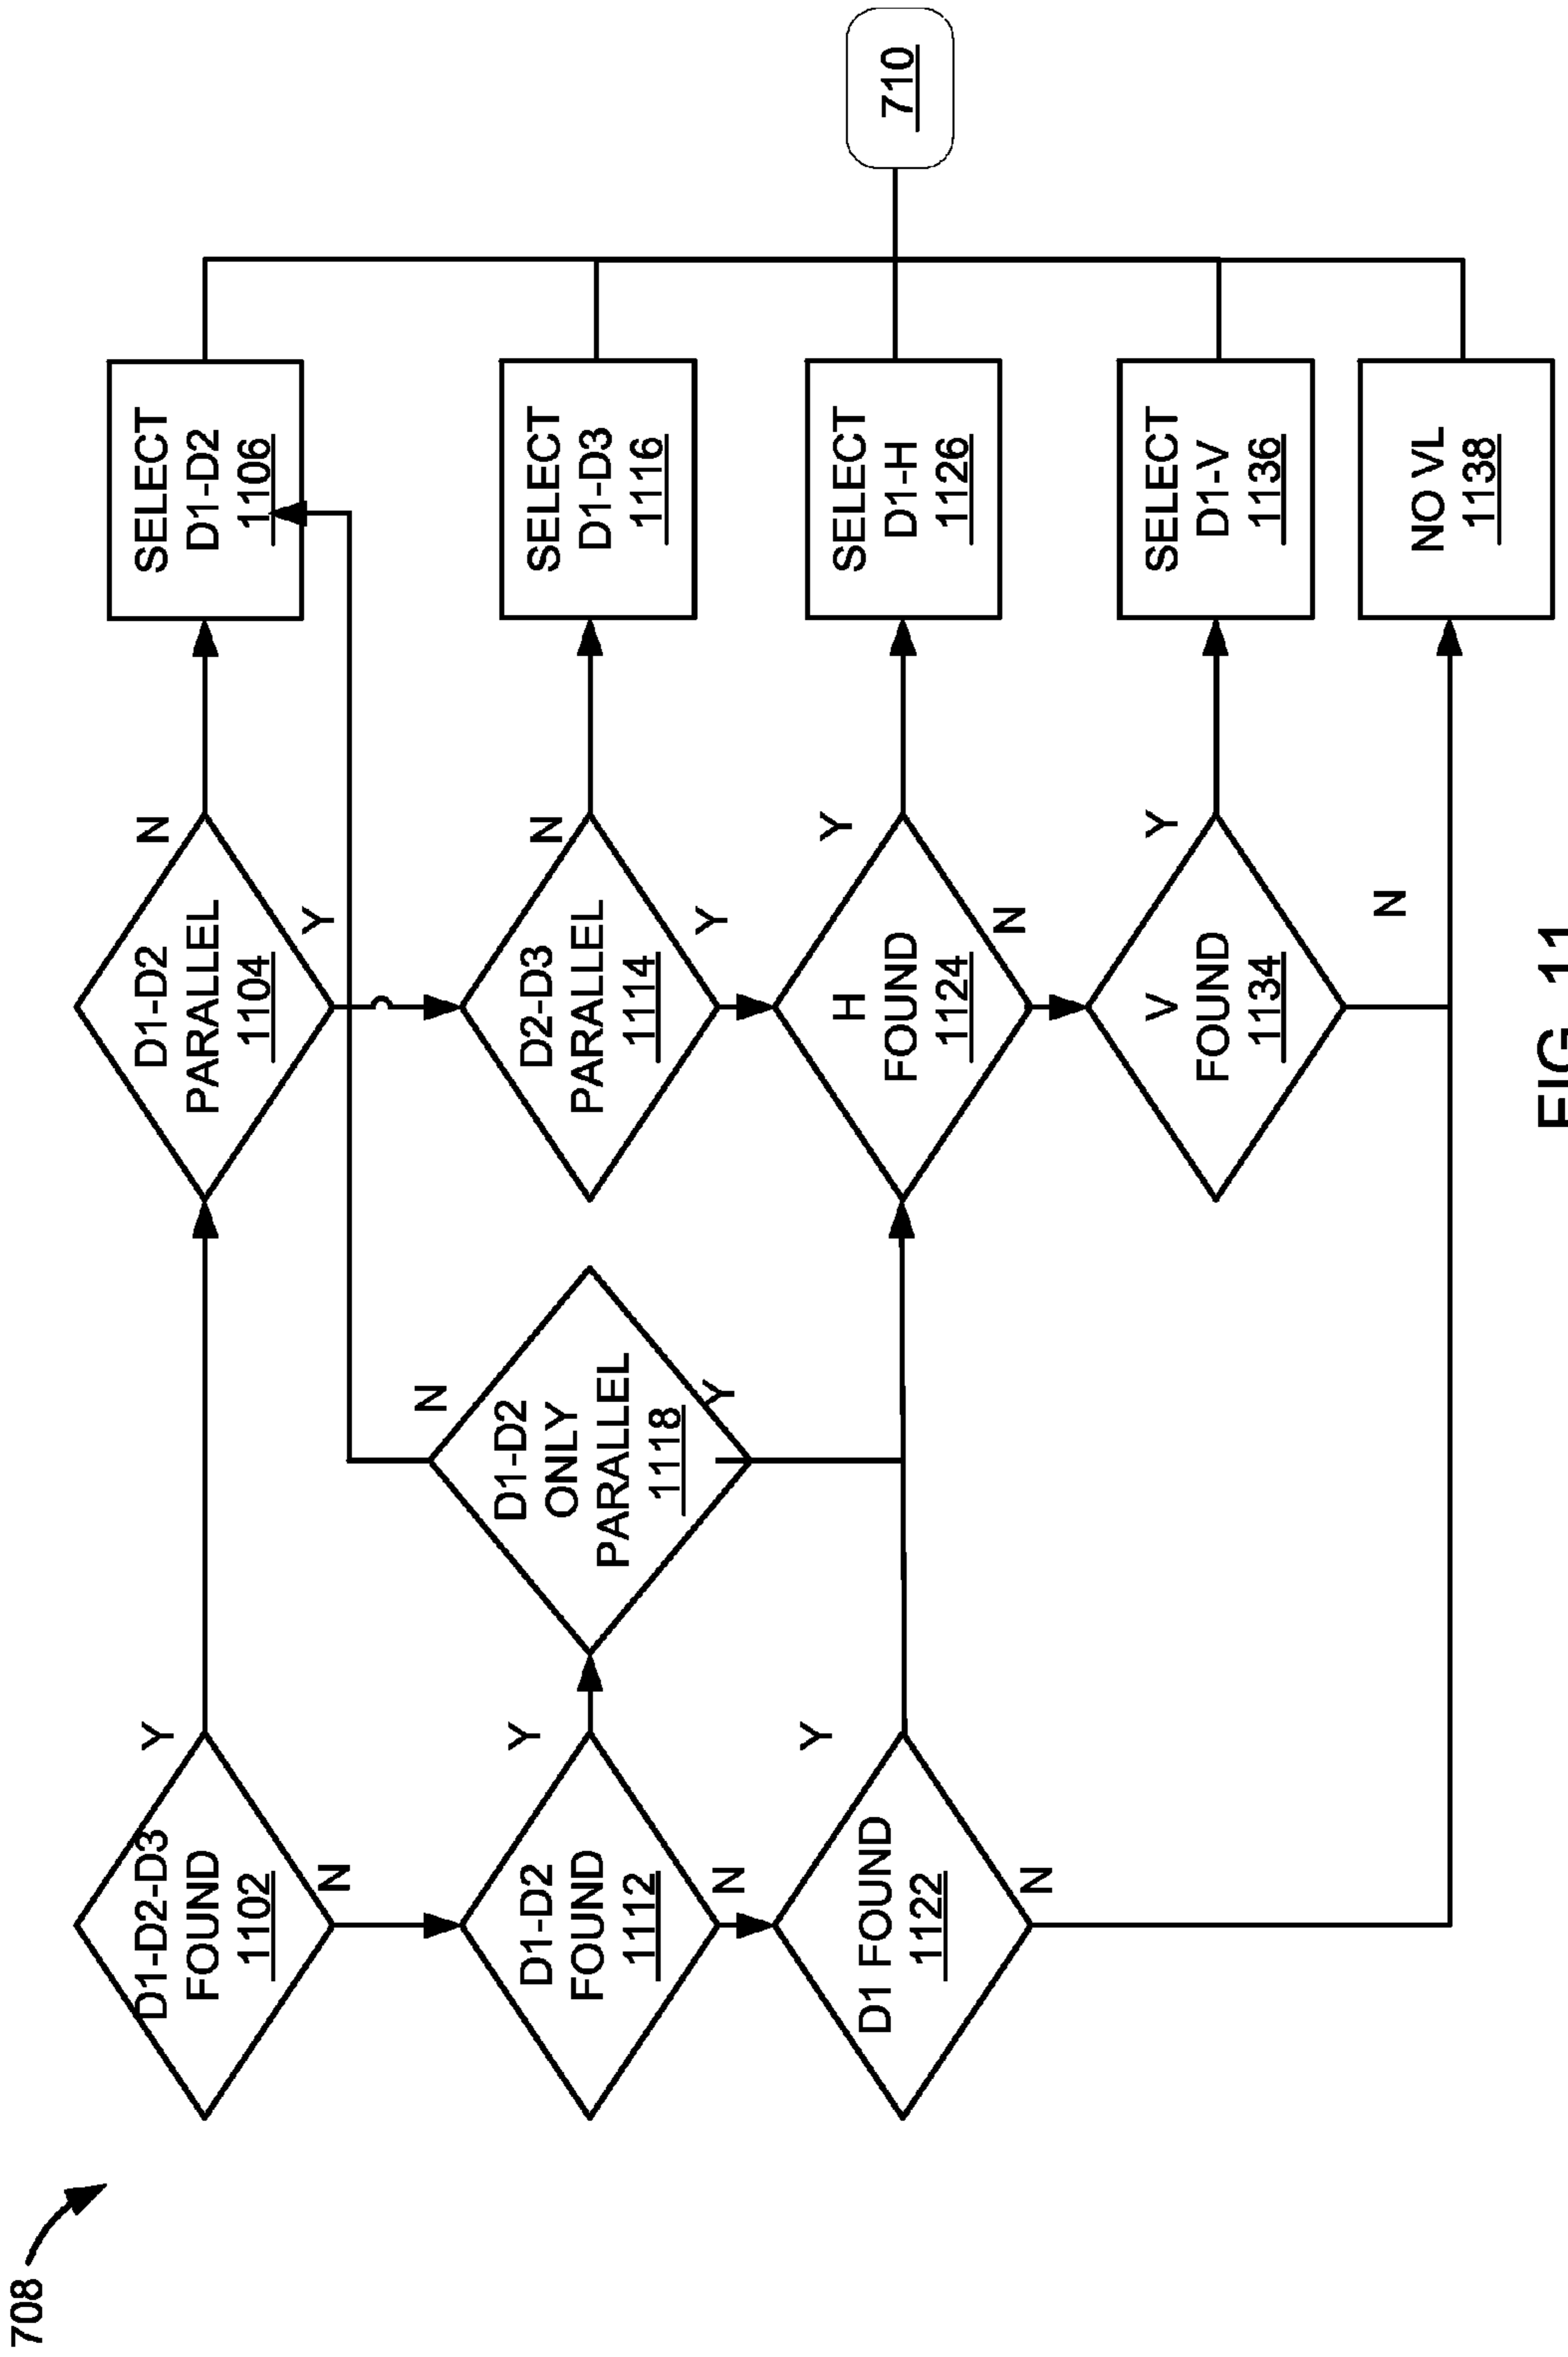 708
D1-D2-D3
FOUND
1102
Y
N
D1-D2
PARALLEL
1104
N
Y
SELECT
D1-D2
1106
D1-D2
FOUND
1112
Y
N
D1-D2
ONLY
PARALLEL
1118
N
Y
D2-D3
PARALLEL
1114
N
Y
SELECT
D1-D3
1116
D1 FOUND
1122
Y
N
H
FOUND
1124
Y
N
SELECT
D1-H
1126
710
V
FOUND
1134
Y
N
SELECT
D1-V
1136
NO VL
1138
FIG. 11